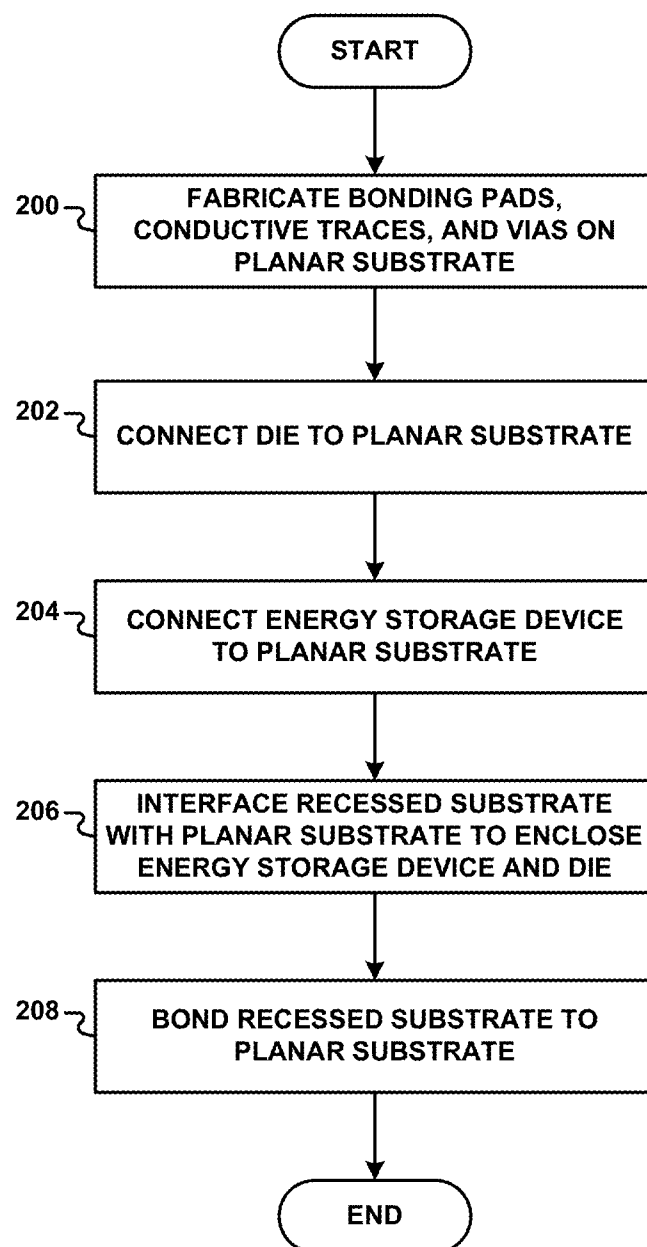 START
200
FABRICATE BONDING PADS,
CONDUCTIVE TRACES, AND VIAS ON
PLANAR SUBSTRATE
202
CONNECT DIE TO PLANAR SUBSTRATE
204
CONNECT ENERGY STORAGE DEVICE
TO PLANAR SUBSTRATE
206
INTERFACE RECESSED SUBSTRATE
WITH PLANAR SUBSTRATE TO ENCLOSE
ENERGY STORAGE DEVICE AND DIE
208
BOND RECESSED SUBSTRATE TO
PLANAR SUBSTRATE
END